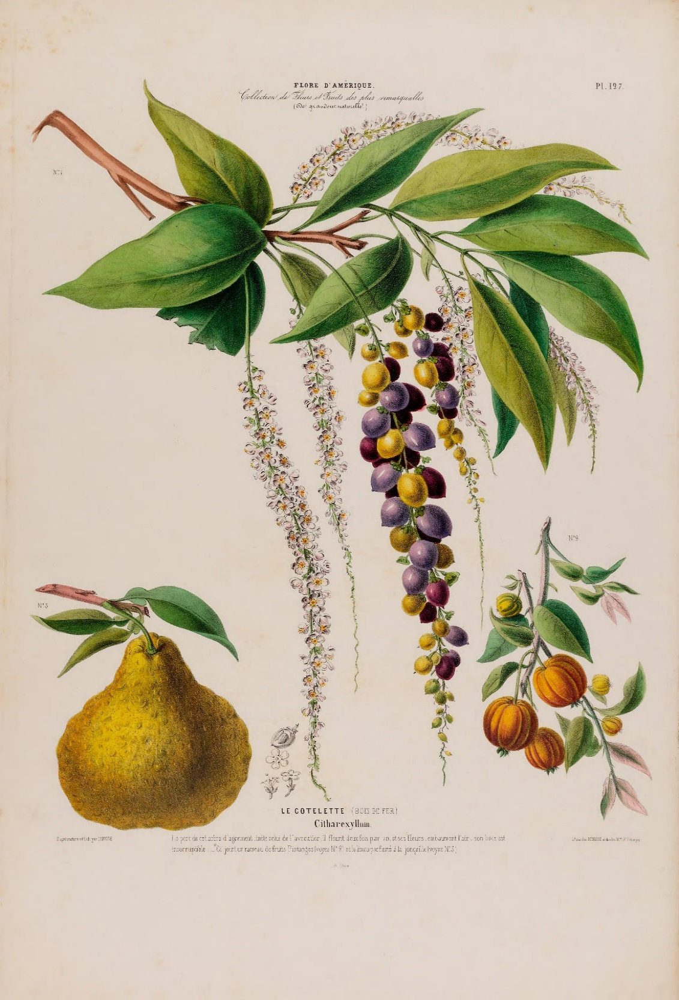 FLORE D'AMÉRIQUE.
Pl. 127.
Collection de Fleurs et Fruits des plus remarquables
(De grandeur naturelle)
N°1
N°2
N°3
LE COTELETTE (BOIS DE FER)
Citharexyllum.
D'après nature et lith. par DENISSE
Le port de cet arbre d'agrément, imite celui de l'avocatier, il fleurit deux fois par an, et ses fleurs, embaument l'air, son bois est
à Paris chez DENISSE
incorruptible : _ Ci joint un rameau de fruits Pintanges (voyez N°2) et le limon parfumé à la jonquille (voyez N°3)